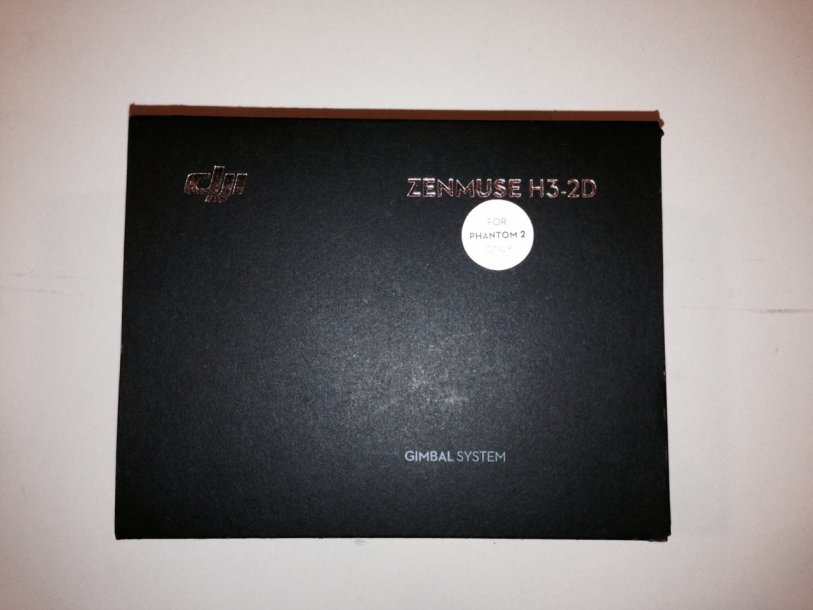 dji
ZENMUSE H3-2D
FOR
PHANTOM 2
ONLY
GIMBAL SYSTEM